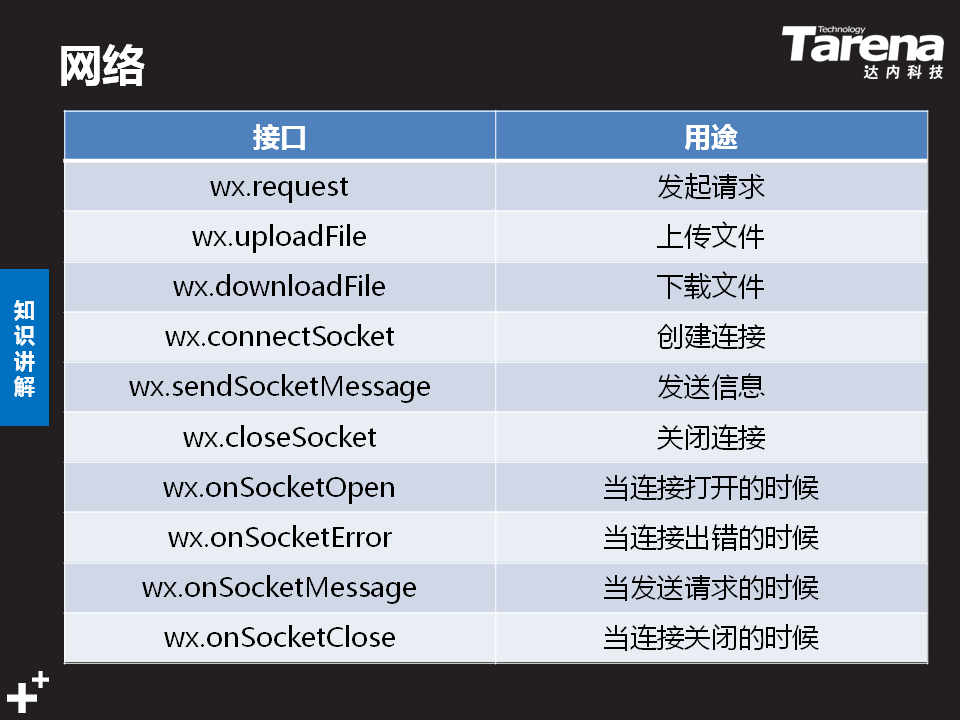 网络
Technology
Tarena
达内科技
接口 用途
wx.request 发起请求
wx.uploadFile 上传文件
wx.downloadFile 下载文件
wx.connectSocket 创建连接
wx.sendSocketMessage 发送信息
wx.closeSocket 关闭连接
wx.onSocketOpen 当连接打开的时候
wx.onSocketError 当连接出错的时候
wx.onSocketMessage 当发送请求的时候
wx.onSocketClose 当连接关闭的时候
知识讲解